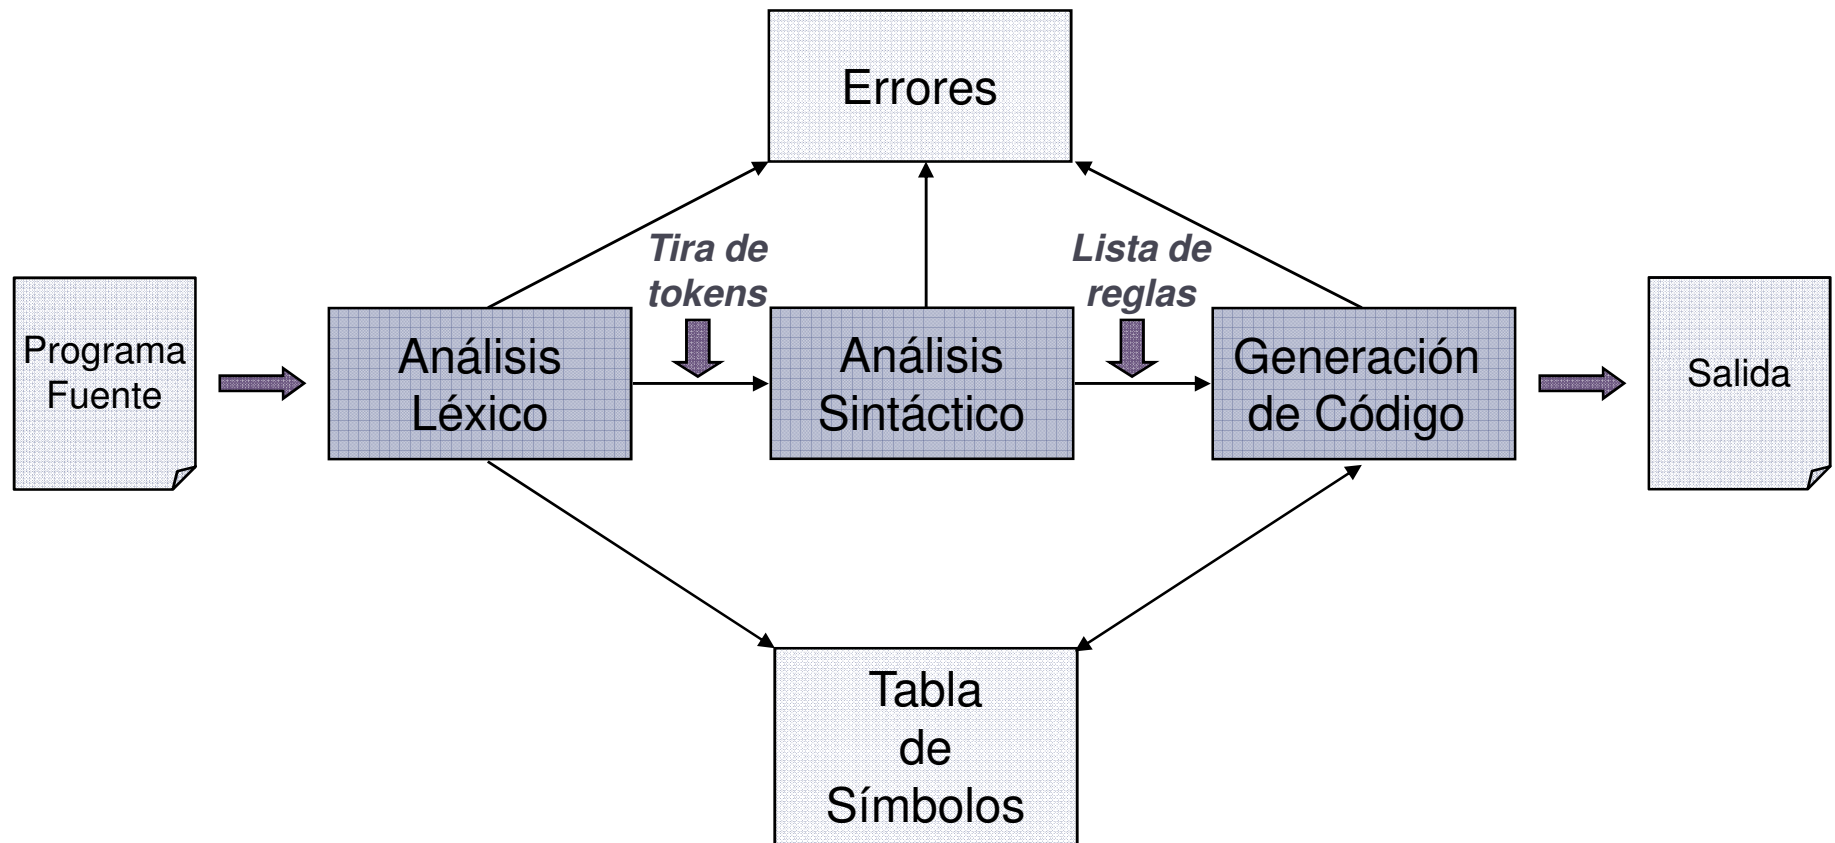 Errores
Tira de
tokens
Lista de
reglas
Programa
Fuente
Análisis
Léxico
Análisis
Sintáctico
Generación
de Código
Salida
Tabla
de
Símbolos